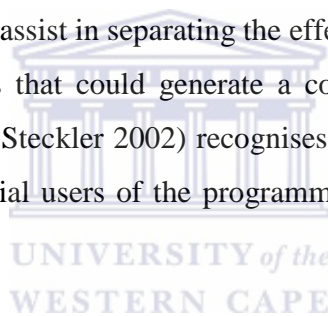 assist in separating the effe
s that could generate a co
Steckler 2002) recognises
ial users of the programm
UNIVERSITY of the
WESTERN CAPE